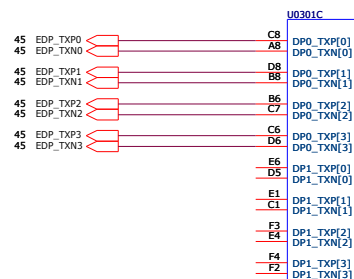 U0301C
45 EDP_TXP0 C8 DP0_TXP[0]
45 EDP_TXN0 A8 DP0_TXN[0]
45 EDP_TXP1 D8 DP0_TXP[1]
45 EDP_TXN1 B8 DP0_TXN[1]
45 EDP_TXP2 B6 DP0_TXP[2]
45 EDP_TXN2 C7 DP0_TXN[2]
45 EDP_TXP3 C6 DP0_TXP[3]
45 EDP_TXN3 D6 DP0_TXN[3]
E6 DP1_TXP[0]
D5 DP1_TXN[0]
E1 DP1_TXP[1]
C1 DP1_TXN[1]
F3 DP1_TXP[2]
E4 DP1_TXN[2]
F4 DP1_TXP[3]
F2 DP1_TXN[3]